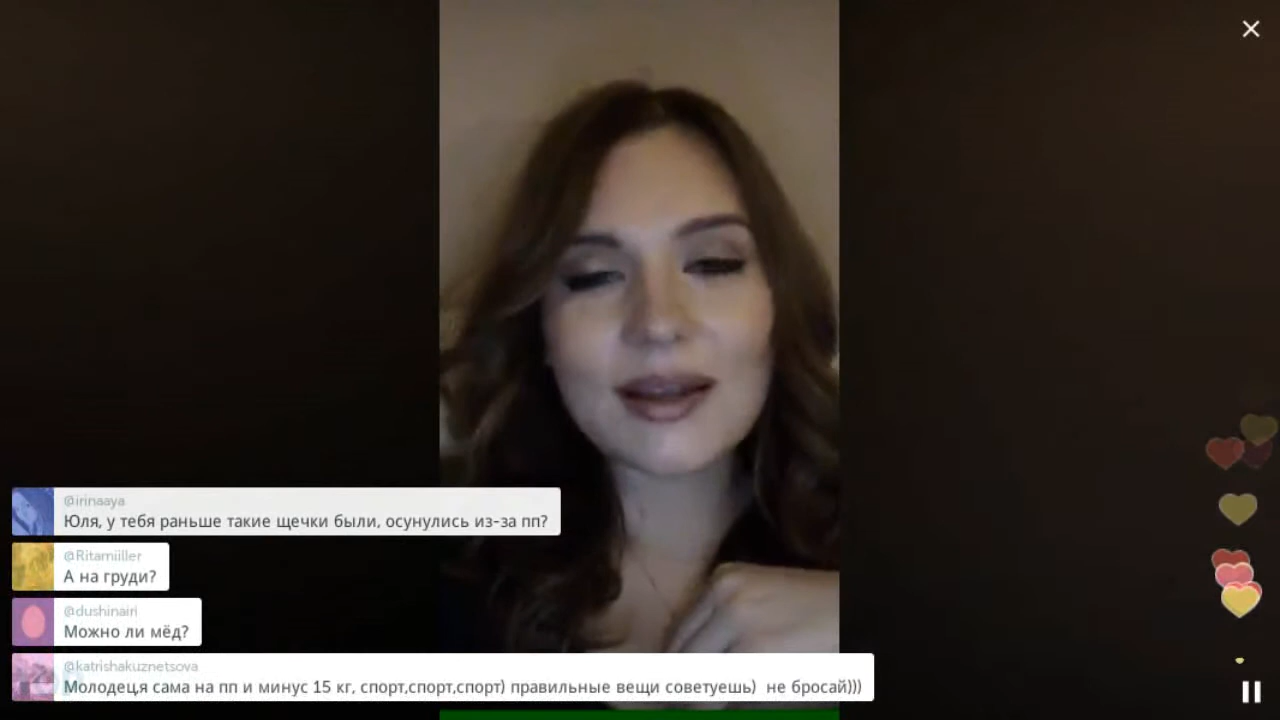 @irinaaya
Юля, у тебя раньше такие щечки были, осунулись из-за пп?
@Ritamiiller
А на груди?
@dushinairi
Можно ли мёд?
@katrishakuznetsova
Молодец,я сама на пп и минус 15 кг, спорт,спорт,спорт) правильные вещи советуешь)  не бросай)))